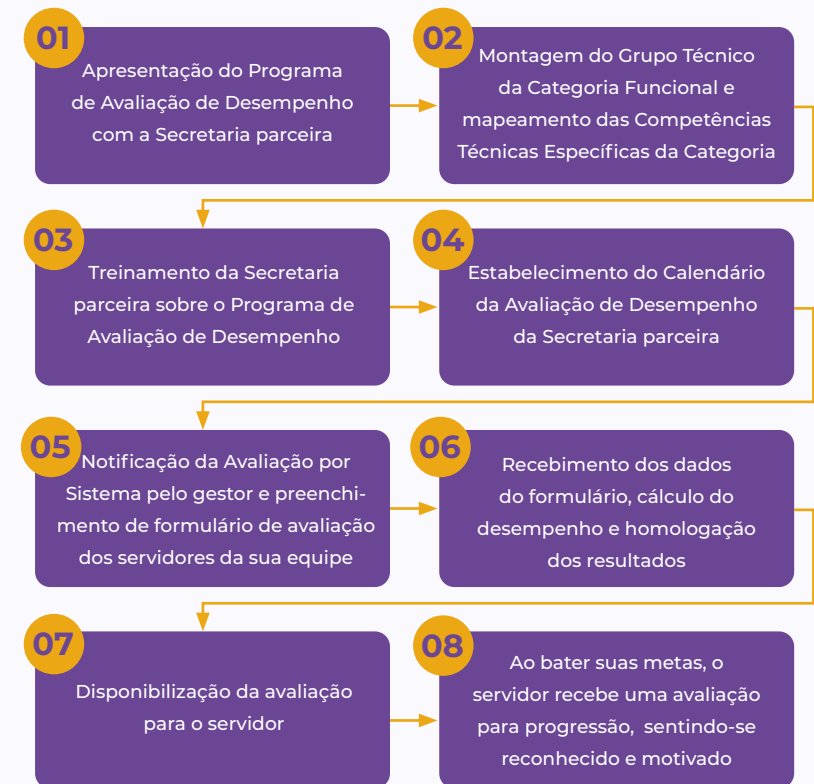 01
Apresentação do Programa
de Avaliação de Desempenho
com a Secretaria parceira
02
Montagem do Grupo Técnico
da Categoria Funcional e
mapeamento das Competências
Técnicas Específicas da Categoria
03
Treinamento da Secretaria
parceira sobre o Programa de
Avaliação de Desempenho
04
Estabelecimento do Calendário
da Avaliação de Desempenho
da Secretaria parceira
05
Notificação da Avaliação por
Sistema pelo gestor e preenchi-
mento de formulário de avaliação
dos servidores da sua equipe
06
Recebimento dos dados
do formulário, cálculo do
desempenho e homologação
dos resultados
07
Disponibilização da avaliação
para o servidor
08
Ao bater suas metas, o
servidor recebe uma avaliação
para progressão, sentindo-se
reconhecido e motivado